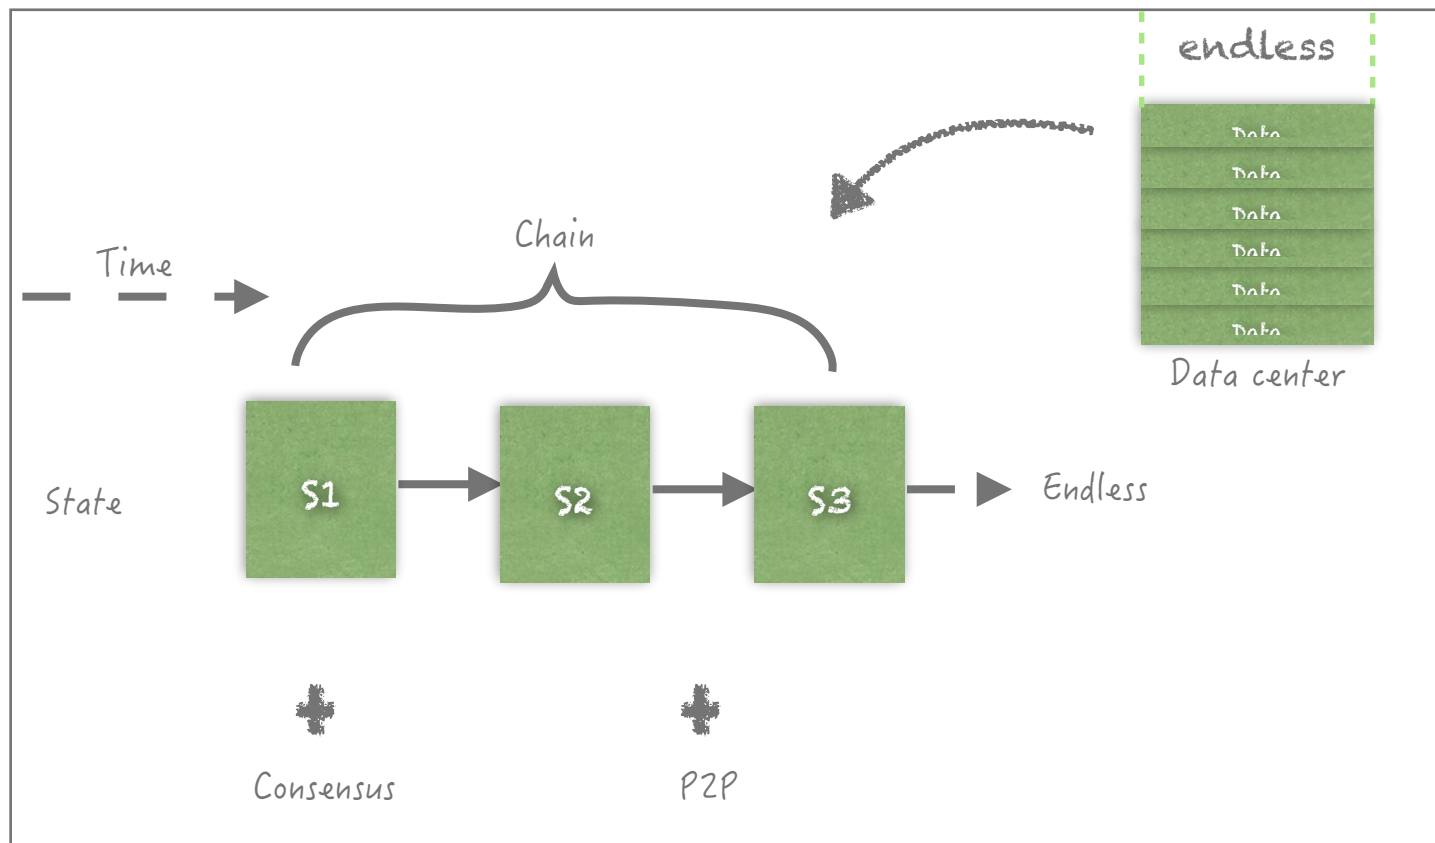 endless
Data
Data
Data
Data
Data
Data
Data center
Chain
Time
State
S1
S2
S3
Endless
Consensus
P2P